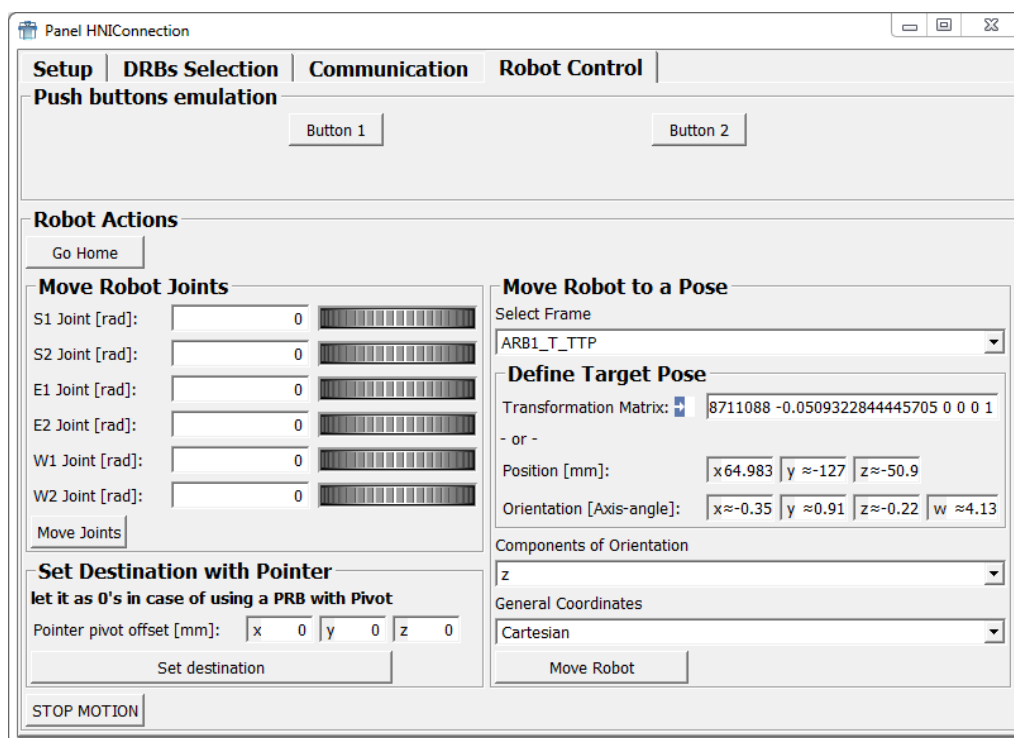 Panel HNIConnection
Setup DRBs Selection Communication Robot Control
Push buttons emulation
Button 1 Button 2
Robot Actions
Go Home
Move Robot Joints
S1 Joint [rad]: 0
S2 Joint [rad]: 0
E1 Joint [rad]: 0
E2 Joint [rad]: 0
W1 Joint [rad]: 0
W2 Joint [rad]: 0
Move Joints
Set Destination with Pointer
let it as 0's in case of using a PRB with Pivot
Pointer pivot offset [mm]: x 0 y 0 z 0
Set destination
STOP MOTION
Move Robot to a Pose
Select Frame
ARB1_T_TTP
Define Target Pose
Transformation Matrix: 8711088 -0.0509322844445705 0 0 0 1
- or -
Position [mm]: x 64.983 y ≈-127 z≈-50.9
Orientation [Axis-angle]: x≈-0.35 y ≈0.91 z≈-0.22 w ≈4.13
Components of Orientation
z
General Coordinates
Cartesian
Move Robot